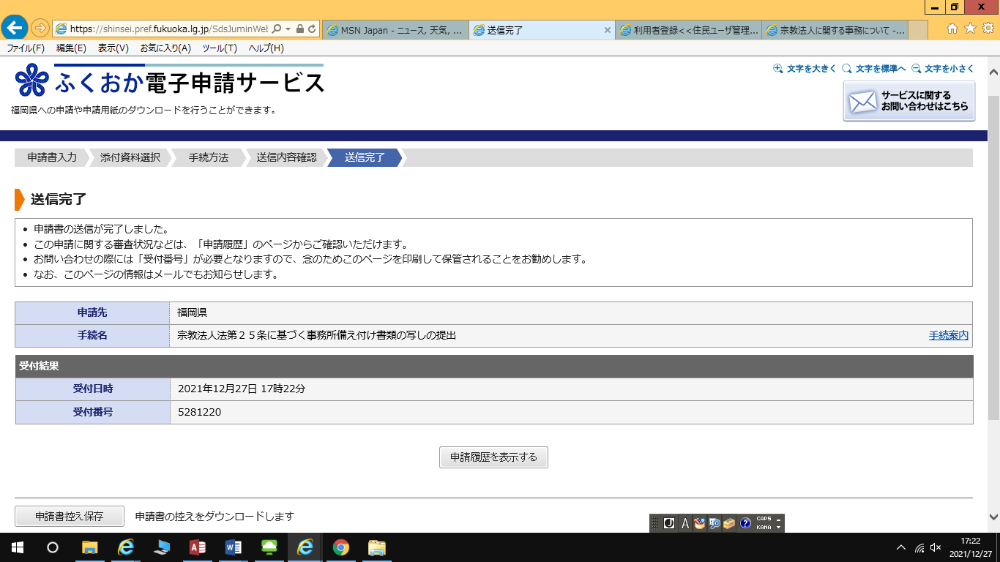 https://shinsei.pref.fukuoka.lg.jp/SdsJuminWeb
MSN Japan - ニュース, 天気, ...
送信完了
利用者登録<<住民ユーザ管理...
宗教法人に関する事務について -...
ファイル(F) 編集(E) 表示(V) お気に入り(A) ツール(T) ヘルプ(H)
ふくおか電子申請サービス
文字を大きく 文字を標準へ 文字を小さく
サービスに関する
お問い合わせはこちら
福岡県への申請や申請用紙のダウンロードを行うことができます。
申請書入力 添付資料選択 手続方法 送信内容確認 送信完了
送信完了
• 申請書の送信が完了しました。
• この申請に関する審査状況などは、「申請履歴」のページからご確認いただけます。
• お問い合わせの際には「受付番号」が必要となりますので、念のためこのページを印刷して保管されることをお勧めします。
• なお、このページの情報はメールでもお知らせします。
申請先 福岡県
手続名 宗教法人法第２５条に基づく事務所備え付け書類の写しの提出 手続案内
受付結果
受付日時 2021年12月27日 17時22分
受付番号 5281220
申請履歴を表示する
申請書控え保存 申請書の控えをダウンロードします
A
CAPS
KANA
17:22
2021/12/27